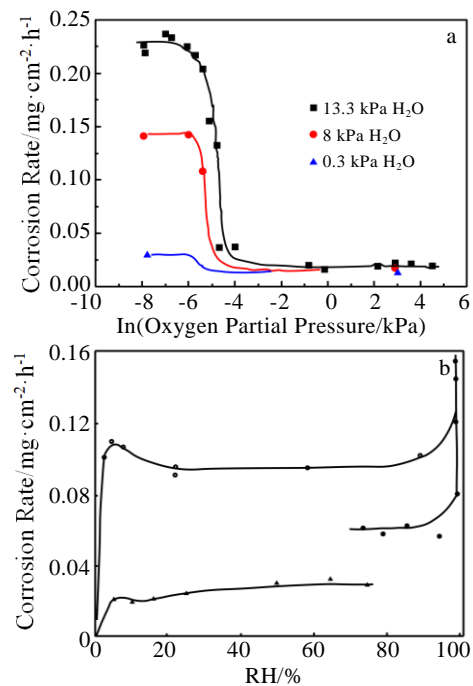 a
0.25
0.20
0.15
0.10
0.05
0.00
Corrosion Rate/mg·cm⁻²·h⁻¹
13.3 kPa H₂O
8 kPa H₂O
0.3 kPa H₂O
-10 -8 -6 -4 -2 0 2 4 6
In(Oxygen Partial Pressure/kPa)
b
0.16
0.12
0.08
0.04
0
Corrosion Rate/mg·cm⁻²·h⁻¹
0 20 40 60 80 100
RH/%